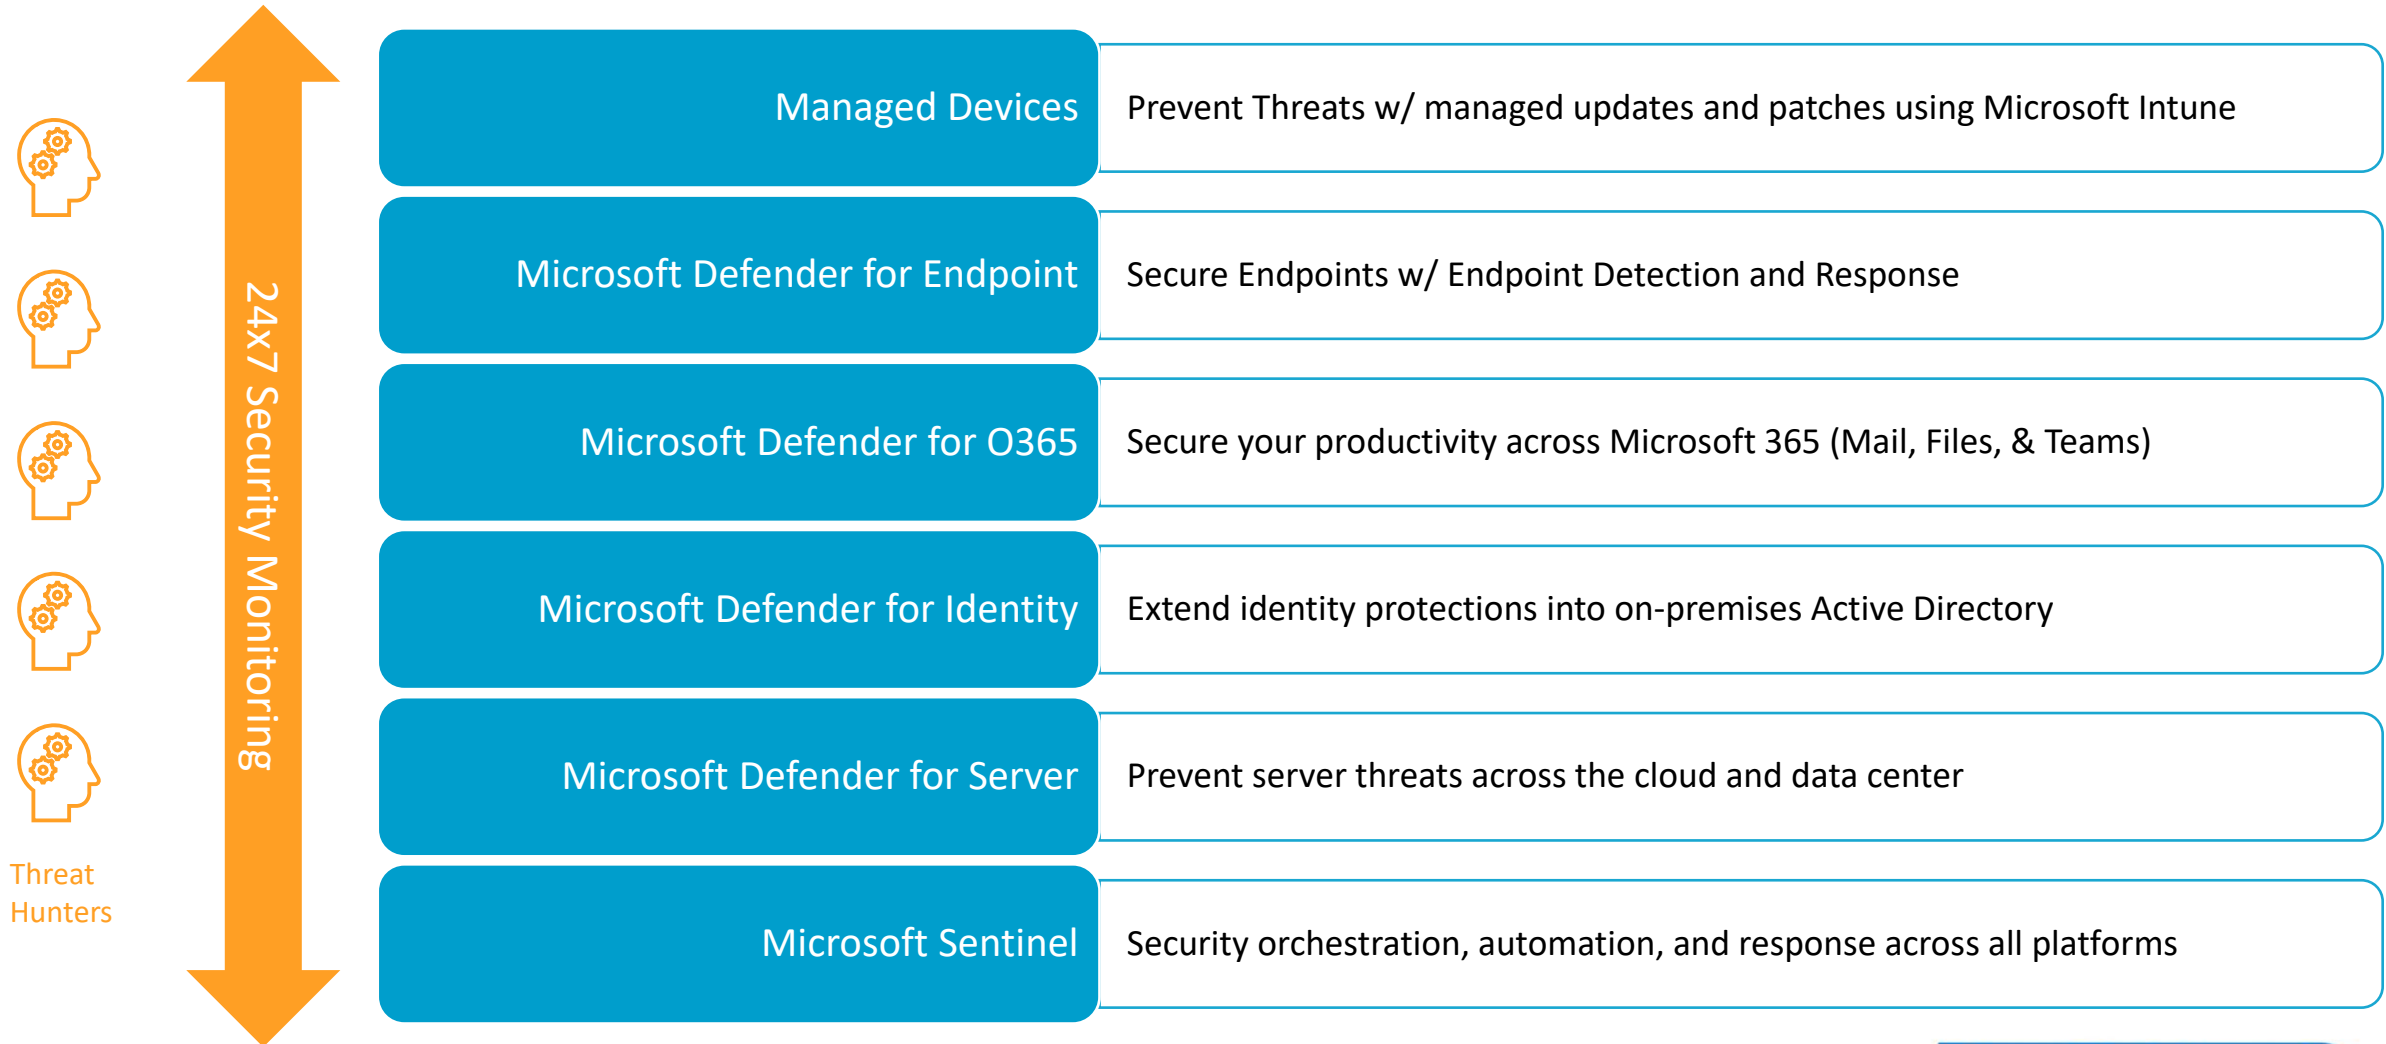 Threat
Hunters
24x7 Security Monitoring
Managed Devices
Prevent Threats w/ managed updates and patches using Microsoft Intune
Microsoft Defender for Endpoint
Secure Endpoints w/ Endpoint Detection and Response
Microsoft Defender for O365
Secure your productivity across Microsoft 365 (Mail, Files, & Teams)
Microsoft Defender for Identity
Extend identity protections into on-premises Active Directory
Microsoft Defender for Server
Prevent server threats across the cloud and data center
Microsoft Sentinel
Security orchestration, automation, and response across all platforms